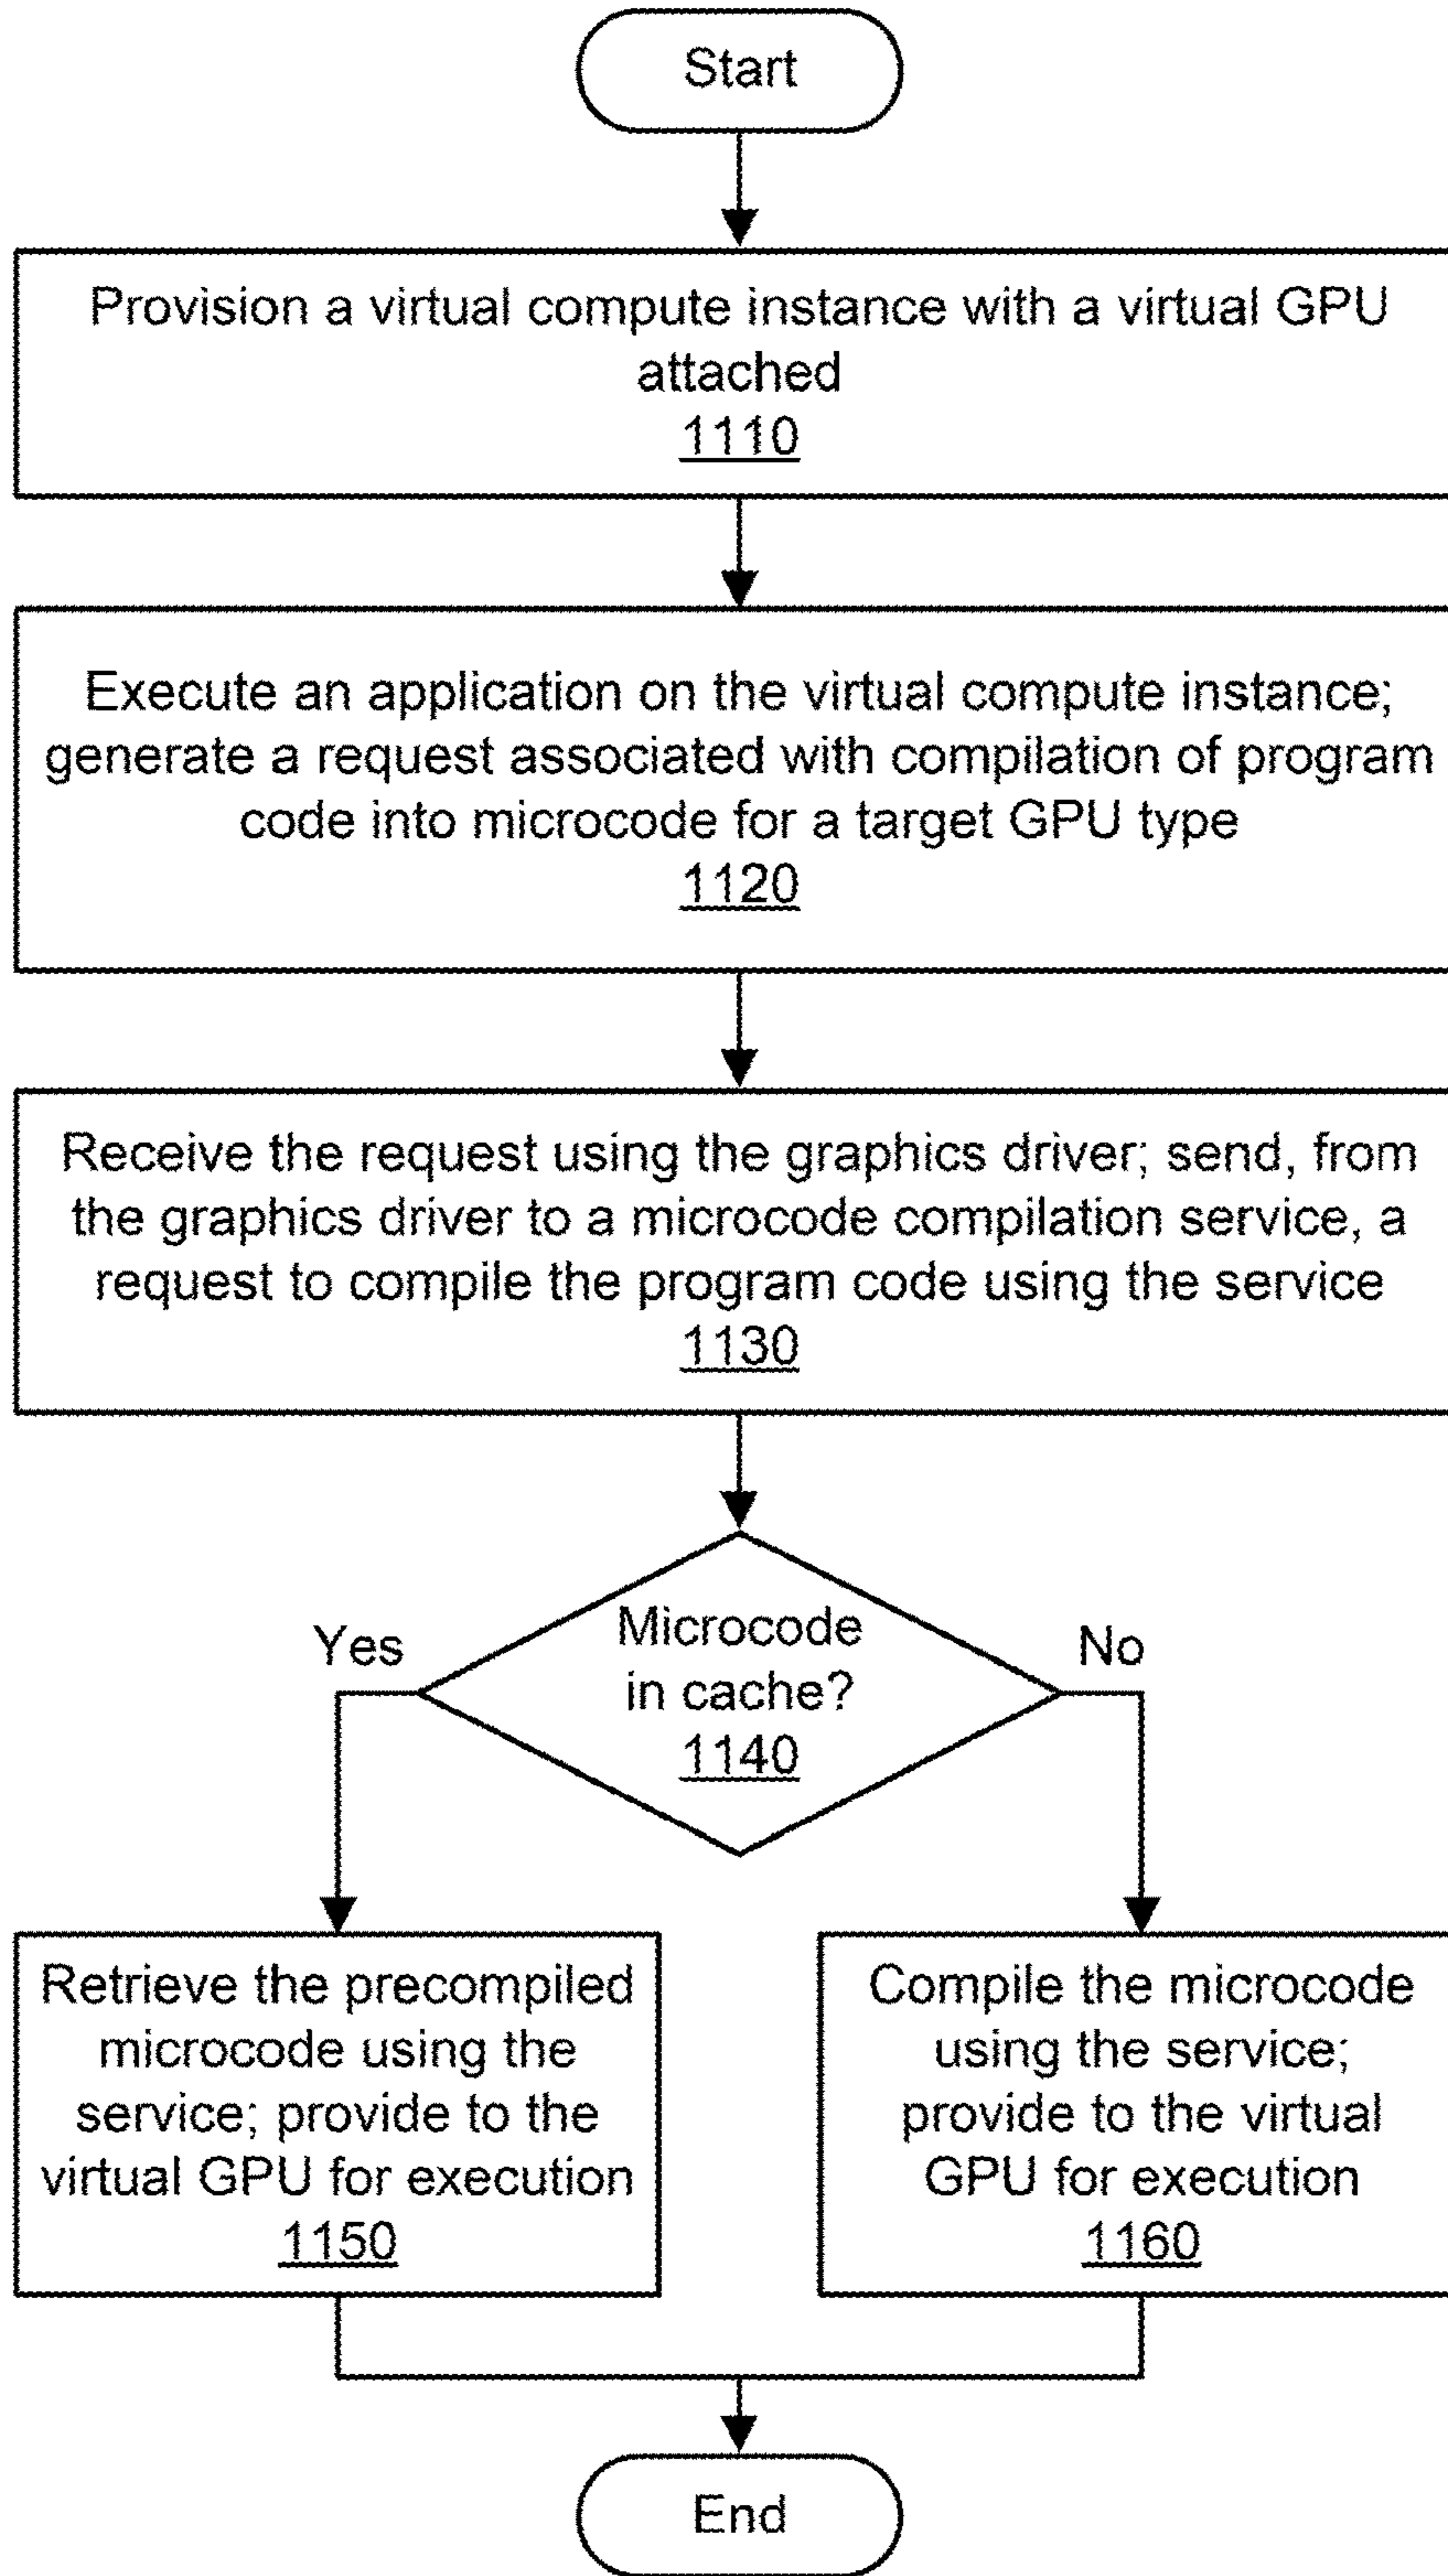 Start
Provision a virtual compute instance with a virtual GPU
attached
1110
Execute an application on the virtual compute instance;
generate a request associated with compilation of program
code into microcode for a target GPU type
1120
Receive the request using the graphics driver; send, from
the graphics driver to a microcode compilation service, a
request to compile the program code using the service
1130
Microcode
in cache?
1140
Yes
No
Retrieve the precompiled
microcode using the
service; provide to the
virtual GPU for execution
1150
Compile the microcode
using the service;
provide to the virtual
GPU for execution
1160
End